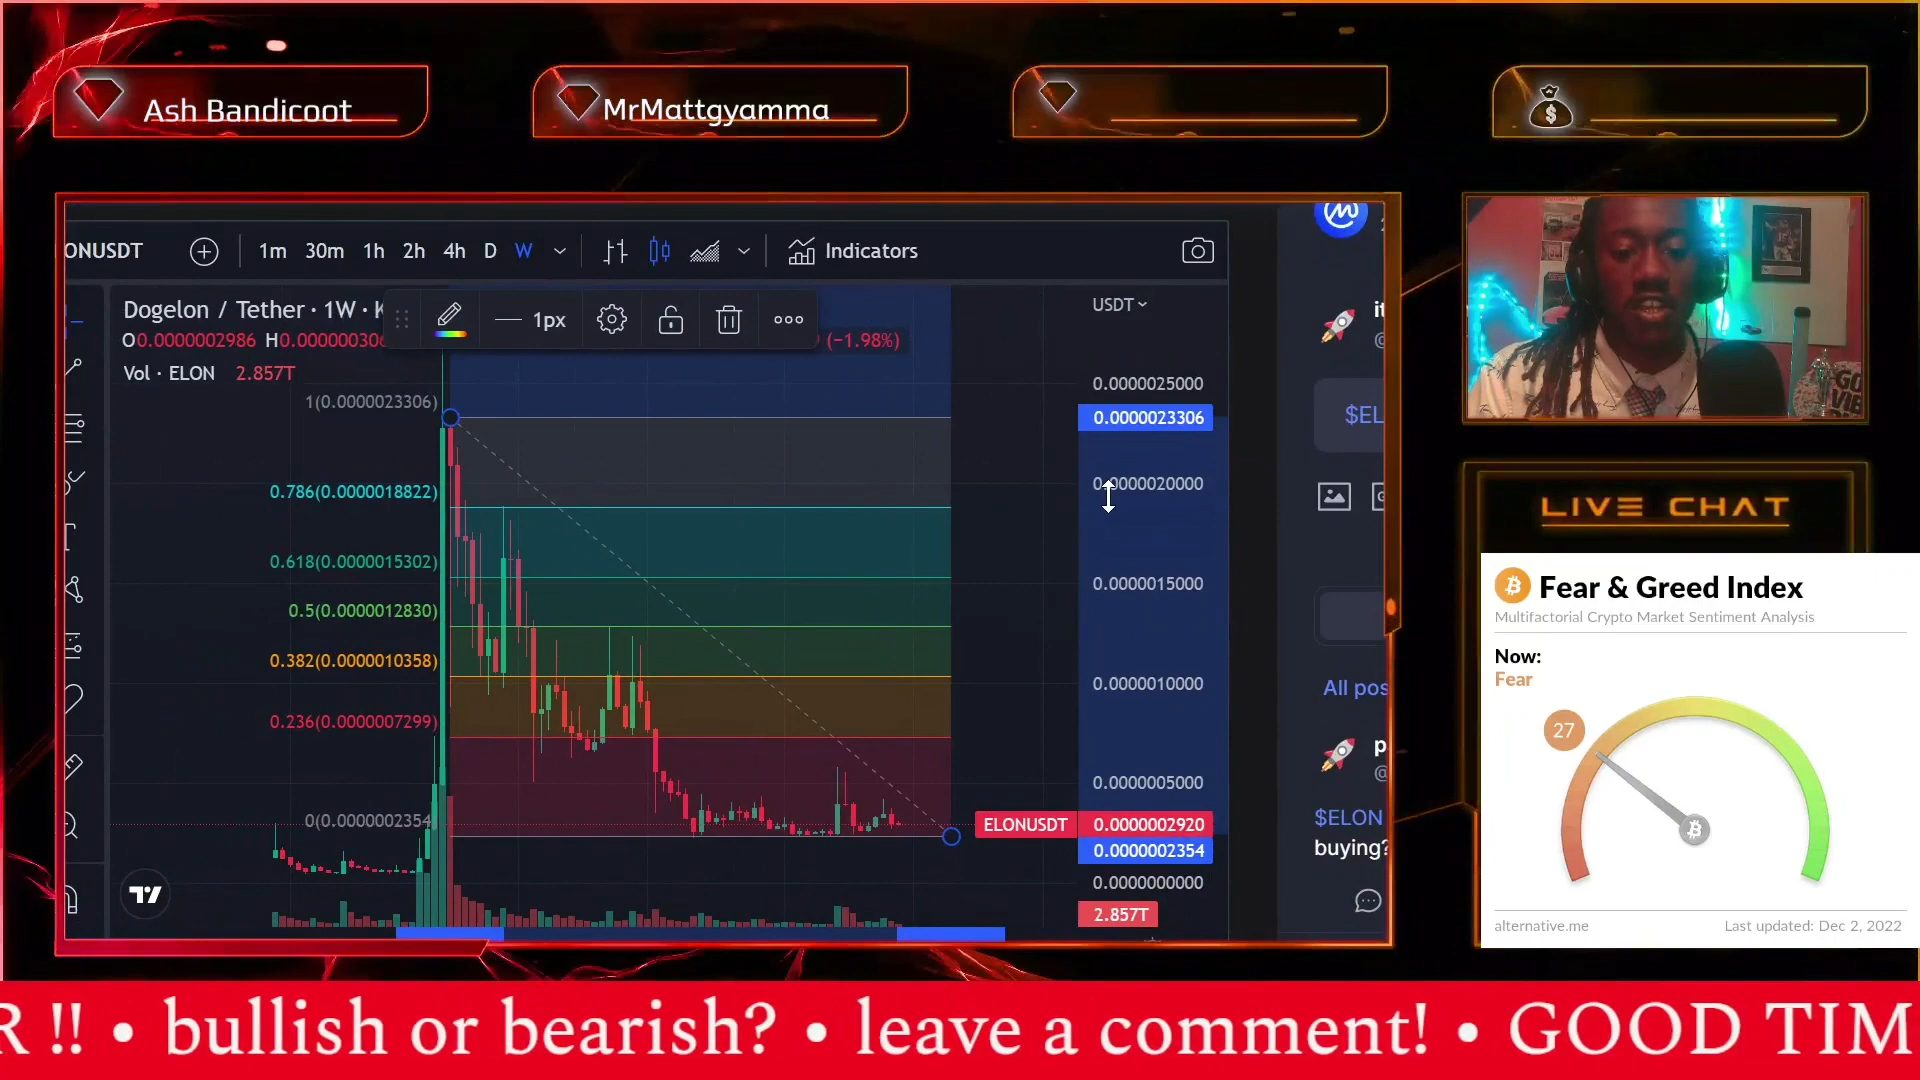 Ash Bandicoot
MrMattgyamma
ONUSDT
1m 30m 1h 2h 4h D W
Indicators
Dogelon / Tether · 1W · K
1px
O0.0000002986
(−1.98%)
Vol · ELON 2.857T
USDT
1(0.0000023306)
0.786(0.0000018822)
0.618(0.0000015302)
0.5(0.0000012830)
0.382(0.0000010358)
0.236(0.0000007299)
0(0.0000002354
0.0000025000
0.0000023306
0.0000020000
0.0000015000
0.0000010000
0.0000005000
ELONUSDT 0.0000002920
0.0000002354
0.0000000000
2.857T
$EL
All pos
$ELON
buying?
LIVE CHAT
Fear & Greed Index
Multifactorial Crypto Market Sentiment Analysis
Now:
Fear
27
alternative.me
Last updated: Dec 2, 2022
R !! • bullish or bearish? • leave a comment! • GOOD TIM